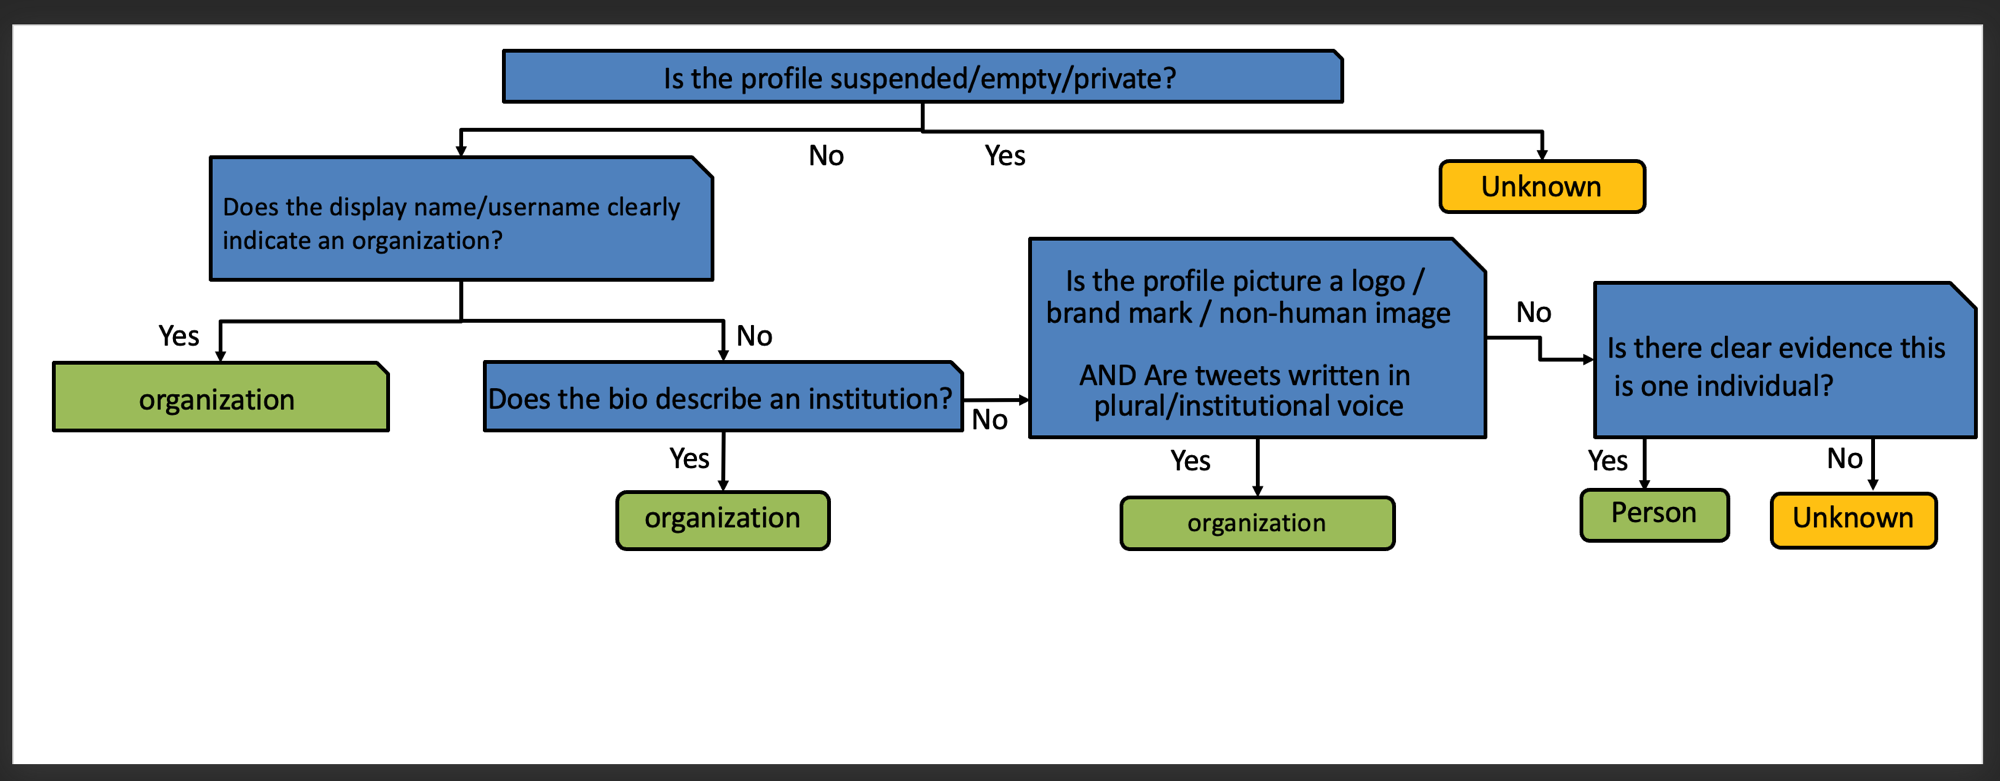 Is the profile suspended/empty/private?
No
Yes
Unknown
Does the display name/username clearly
indicate an organization?
Yes
No
organization
Does the bio describe an institution?
No
Yes
organization
Is the profile picture a logo /
brand mark / non-human image
AND Are tweets written in
plural/institutional voice
No
Yes
organization
Is there clear evidence this
is one individual?
Yes
No
Person
Unknown